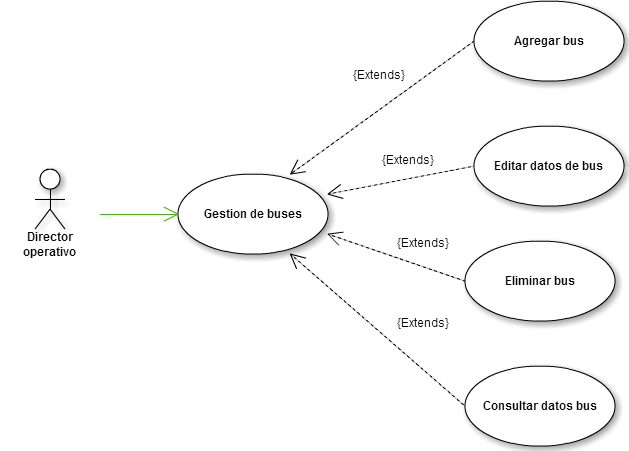 Agregar bus
{Extends}
{Extends}
Editar datos de bus
Director
operativo
Gestion de buses
{Extends}
Eliminar bus
{Extends}
Consultar datos bus